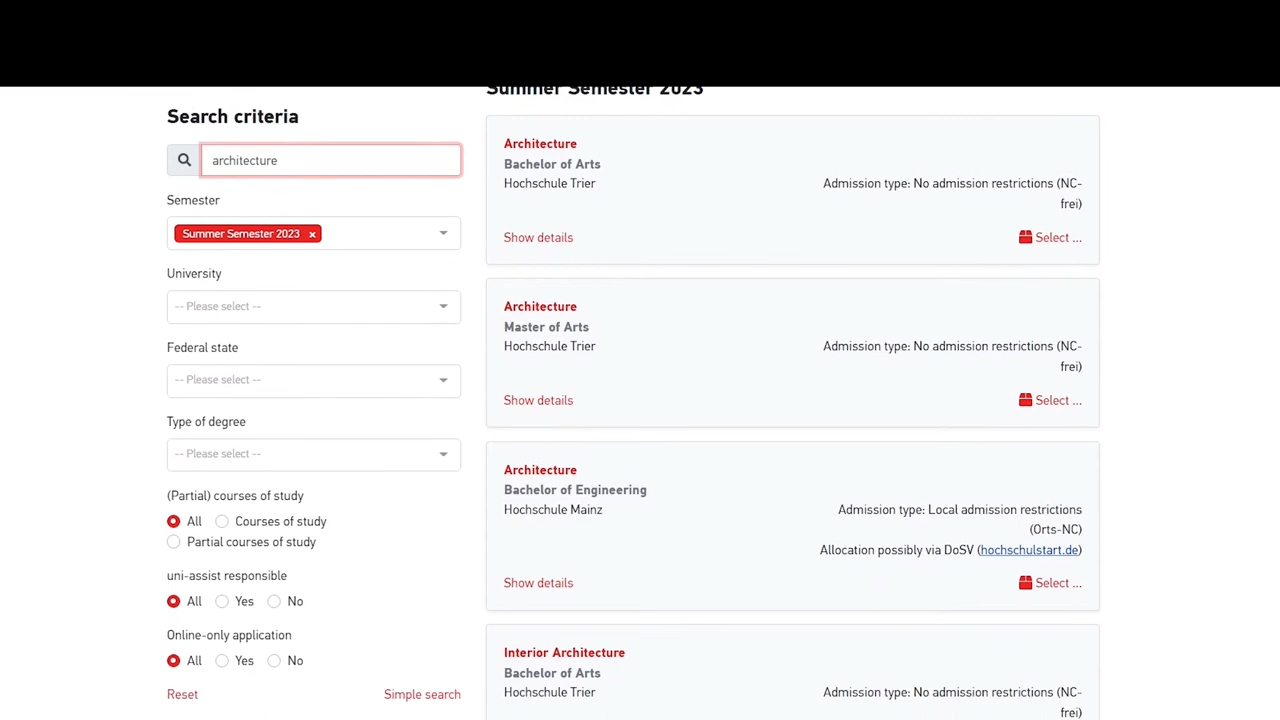 Summer Semester 2023
Search criteria
architecture
Semester
Summer Semester 2023 ×
University
-- Please select --
Federal state
-- Please select --
Type of degree
-- Please select --
(Partial) courses of study
All Courses of study
Partial courses of study
uni-assist responsible
All Yes No
Online-only application
All Yes No
Reset Simple search
Architecture
Bachelor of Arts
Hochschule Trier
Admission type: No admission restrictions (NC-
frei)
Show details Select ...
Architecture
Master of Arts
Hochschule Trier
Admission type: No admission restrictions (NC-
frei)
Show details Select ...
Architecture
Bachelor of Engineering
Hochschule Mainz
Admission type: Local admission restrictions
(Orts-NC)
Allocation possibly via DoSV (hochschulstart.de)
Show details Select ...
Interior Architecture
Bachelor of Arts
Hochschule Trier
Admission type: No admission restrictions (NC-
frei)